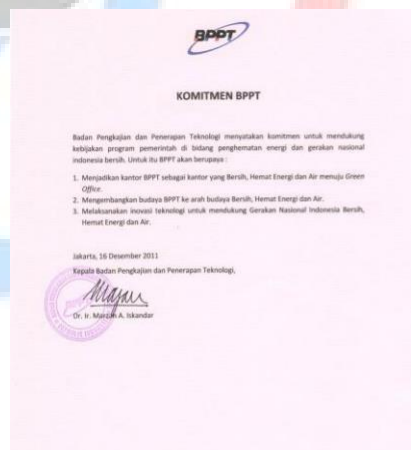 BPPT
KOMITMEN BPPT
Badan Pengkajian dan Penerapan Teknologi menyatakan komitmen untuk mendukung
kebijakan program pemerintah di bidang penghematan energi dan gerakan nasional
indonesia bersih. Untuk itu BPPT akan berupaya :
1. Menjadikan kantor BPPT sebagai kantor yang Bersih, Hemat Energi dan Air menuju Green
Office.
2. Mengembangkan budaya BPPT ke arah budaya Bersih, Hemat Energi dan Air.
3. Melaksanakan inovasi teknologi untuk mendukung Gerakan Nasional Indonesia Bersih,
Hemat Energi dan Air.
Jakarta, 16 Desember 2011
Kepala Badan Pengkajian dan Penerapan Teknologi,
Dr. Ir. Marzan A. Iskandar